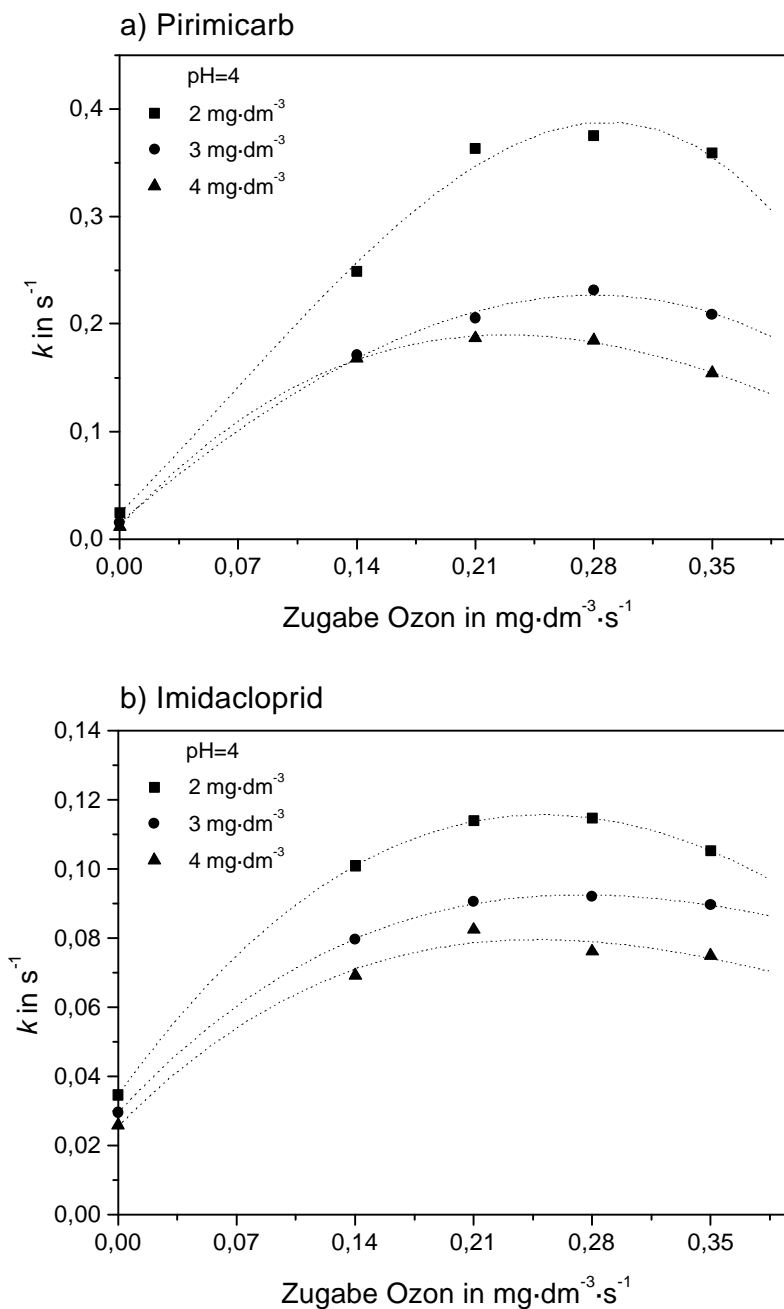 a) Pirimicarb
pH=4
2 mg·dm⁻³
3 mg·dm⁻³
4 mg·dm⁻³
0,4
0,3
0,2
0,1
0,0
k in s⁻¹
0,00 0,07 0,14 0,21 0,28 0,35
Zugabe Ozon in mg·dm⁻³·s⁻¹
b) Imidacloprid
pH=4
2 mg·dm⁻³
3 mg·dm⁻³
4 mg·dm⁻³
0,14
0,12
0,10
0,08
0,06
0,04
0,02
0,00
k in s⁻¹
0,00 0,07 0,14 0,21 0,28 0,35
Zugabe Ozon in mg·dm⁻³·s⁻¹